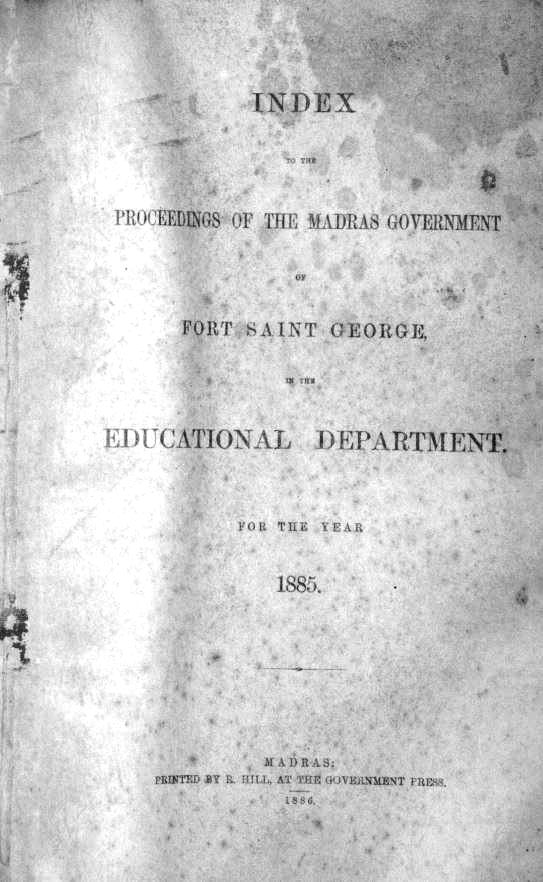 INDEX
TO THE
PROCEEDINGS OF THE MADRAS GOVERNMENT
OF
FORT SAINT GEORGE,
IN THE
EDUCATIONAL DEPARTMENT.
FOR THE YEAR
1885.
MADRAS:
PRINTED BY R. HILL, AT THE GOVERNMENT PRESS.
1886.